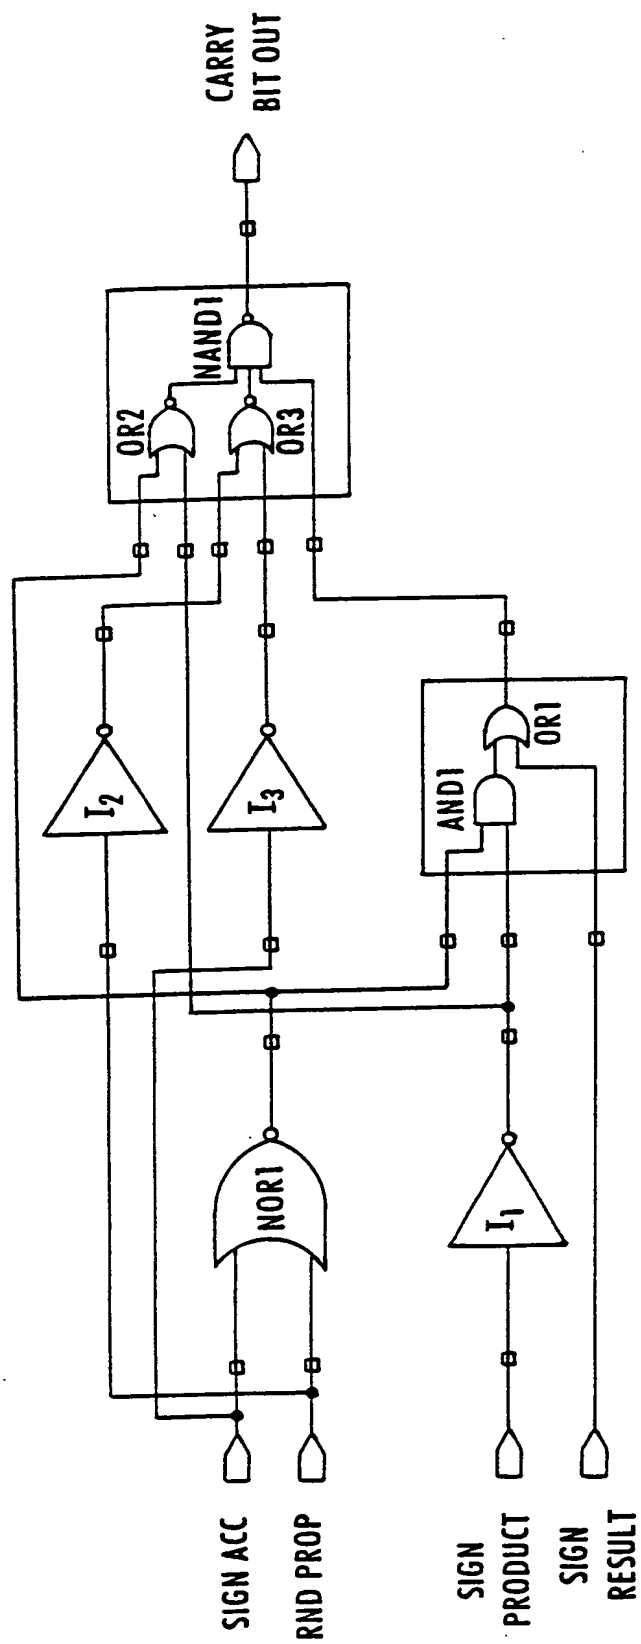 SIGN ACC
RND PROP
SIGN
PRODUCT
SIGN
RESULT
NOR1
I1
I2
I3
AND1
OR1
OR2
OR3
NAND1
CARRY
BIT OUT